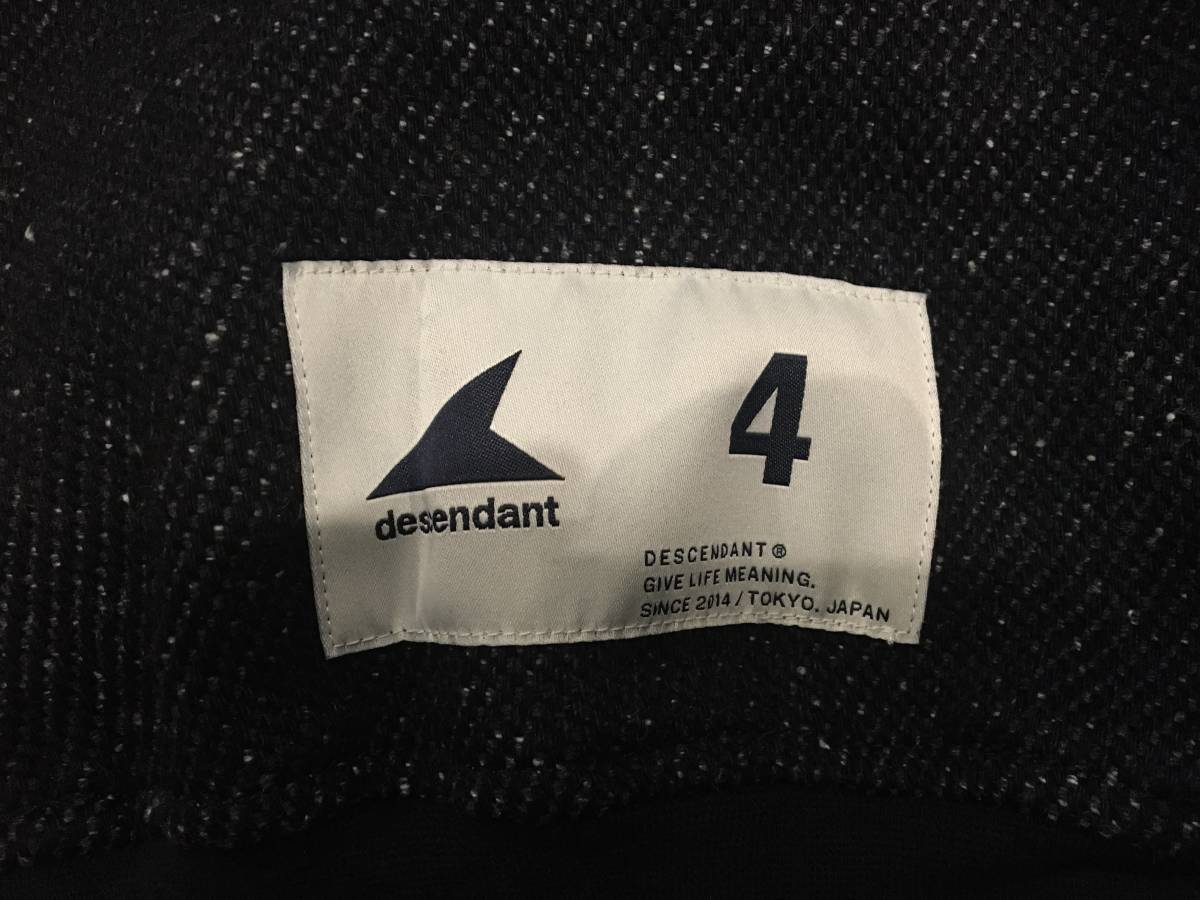 desendant
4
DESCENDANT ®
GIVE LIFE MEANING.
SINCE 2014 / TOKYO. JAPAN